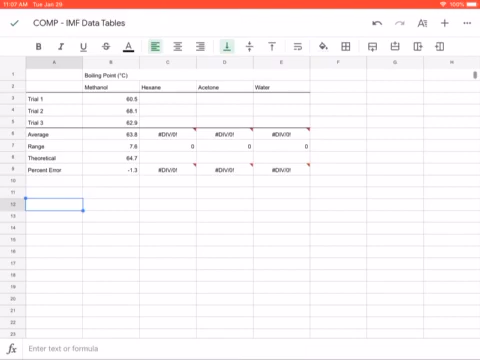 11:07 AM Tue Jan 29
100%
COMP - IMF Data Tables
B I U S A
A B C D E F G H
1 Boiling Point (°C)
2 Methanol Hexane Acetone Water
3 Trial 1 60.5
4 Trial 2 68.1
5 Trial 3 62.9
6 Average 63.8 #DIV/0! #DIV/0! #DIV/0!
7 Range 7.6 0 0 0
8 Theoretical 64.7
9 Percent Error -1.3 #DIV/0! #DIV/0! #DIV/0!
10
11
12
13
14
15
16
17
18
19
20
21
22
23
fx Enter text or formula